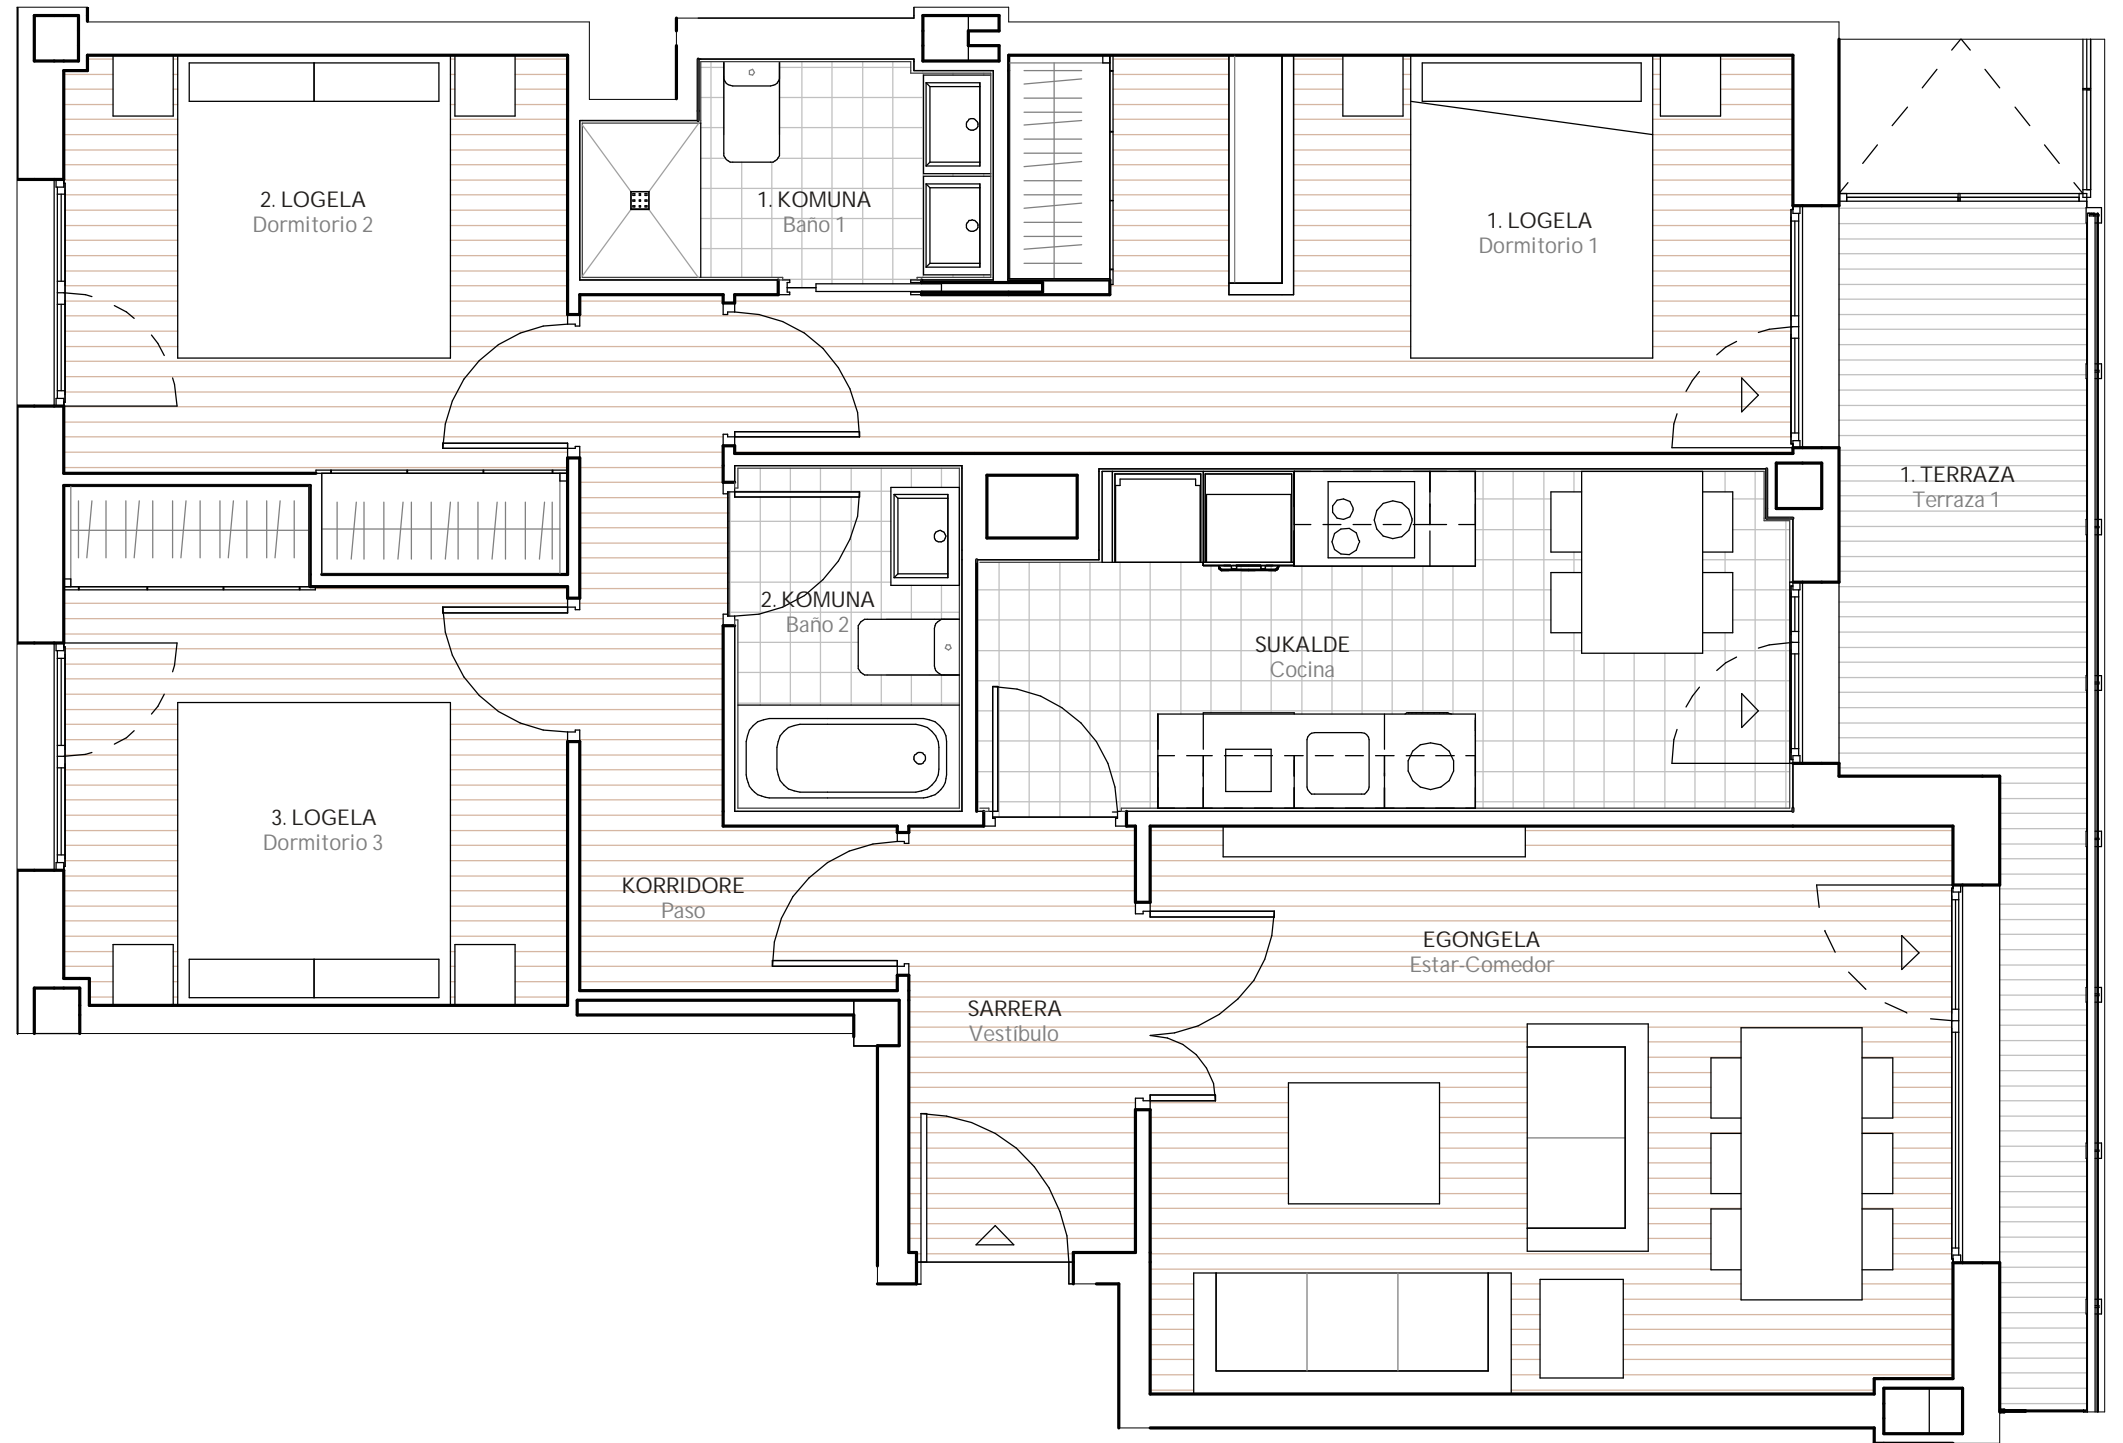 2. LOGELA
Dormitorio 2
1. KOMUNA
Baño 1
1. LOGELA
Dormitorio 1
1. TERRAZA
Terraza 1
2. KOMUNA
Baño 2
SUKALDE
Cocina
3. LOGELA
Dormitorio 3
KORRIDORE
Paso
EGONGELA
Estar-Comedor
SARRERA
Vestíbulo